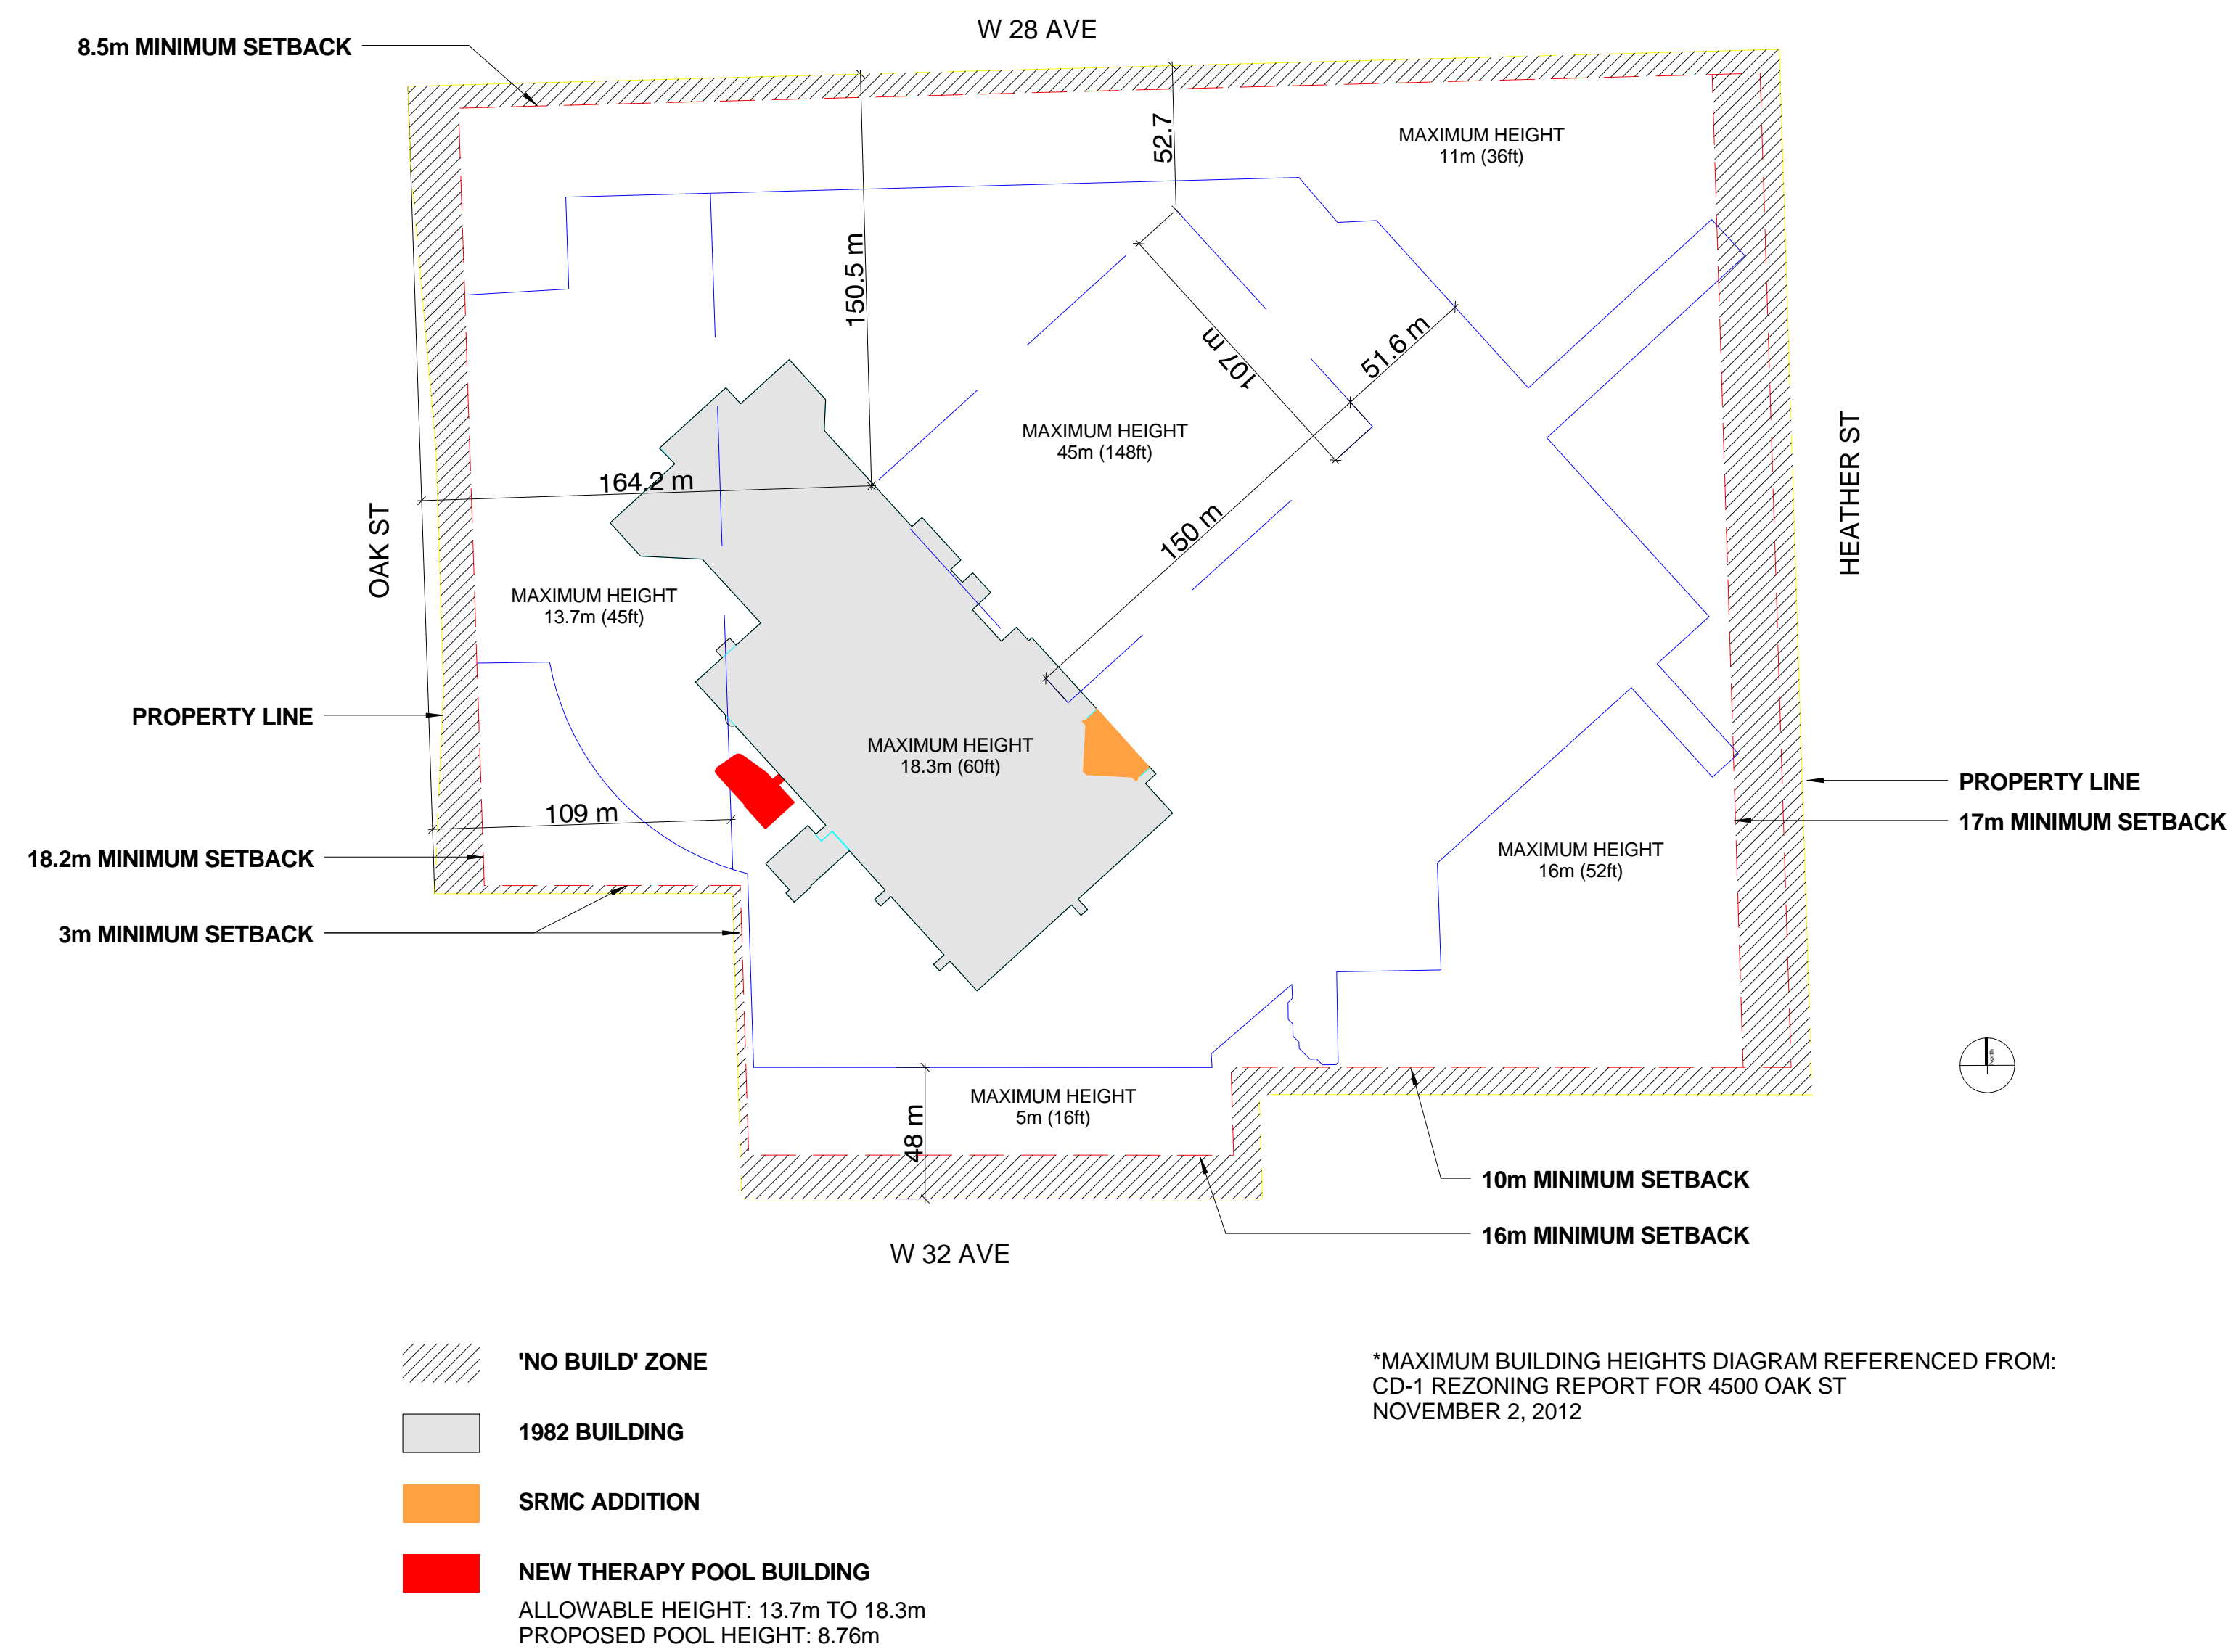 W 28 AVE
8.5m MINIMUM SETBACK
52.7
MAXIMUM HEIGHT
11m (36ft)
150.5 m
107 m
51.6 m
MAXIMUM HEIGHT
45m (148ft)
HEATHER ST
164.2 m
OAK ST
150 m
MAXIMUM HEIGHT
13.7m (45ft)
PROPERTY LINE
MAXIMUM HEIGHT
18.3m (60ft)
PROPERTY LINE
109 m
17m MINIMUM SETBACK
18.2m MINIMUM SETBACK
MAXIMUM HEIGHT
16m (52ft)
3m MINIMUM SETBACK
North
MAXIMUM HEIGHT
5m (16ft)
48 m
10m MINIMUM SETBACK
16m MINIMUM SETBACK
W 32 AVE
'NO BUILD' ZONE
1982 BUILDING
SRMC ADDITION
NEW THERAPY POOL BUILDING
ALLOWABLE HEIGHT: 13.7m TO 18.3m
PROPOSED POOL HEIGHT: 8.76m
*MAXIMUM BUILDING HEIGHTS DIAGRAM REFERENCED FROM:
CD-1 REZONING REPORT FOR 4500 OAK ST
NOVEMBER 2, 2012